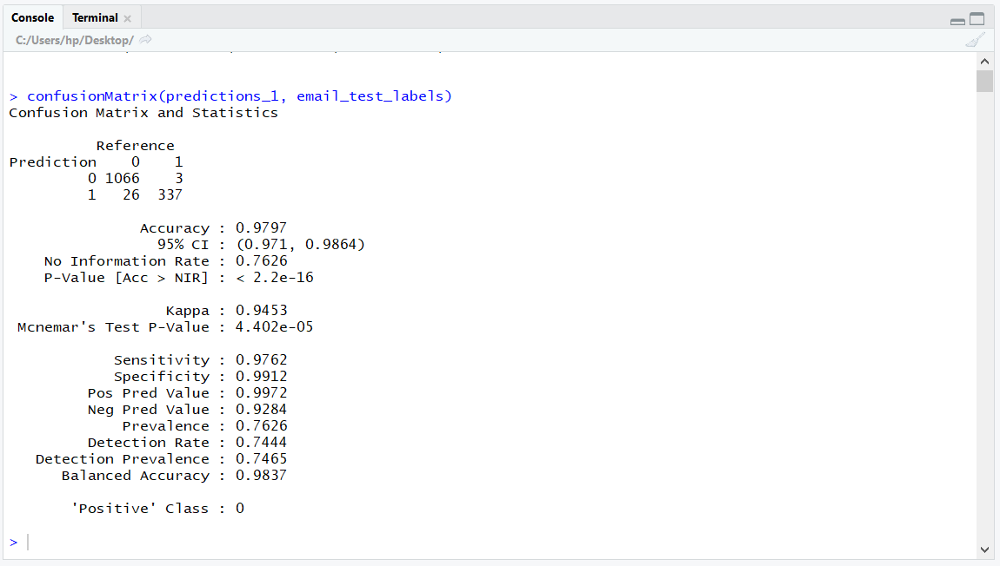 Console Terminal
C:/Users/hp/Desktop/
> confusionMatrix(predictions_1, email_test_labels)
Confusion Matrix and Statistics
Reference
Prediction 0 1
0 1066 3
1 26 337
Accuracy : 0.9797
95% CI : (0.971, 0.9864)
No Information Rate : 0.7626
P-Value [Acc > NIR] : < 2.2e-16
Kappa : 0.9453
Mcnemar's Test P-Value : 4.402e-05
Sensitivity : 0.9762
Specificity : 0.9912
Pos Pred Value : 0.9972
Neg Pred Value : 0.9284
Prevalence : 0.7626
Detection Rate : 0.7444
Detection Prevalence : 0.7465
Balanced Accuracy : 0.9837
'Positive' Class : 0
>